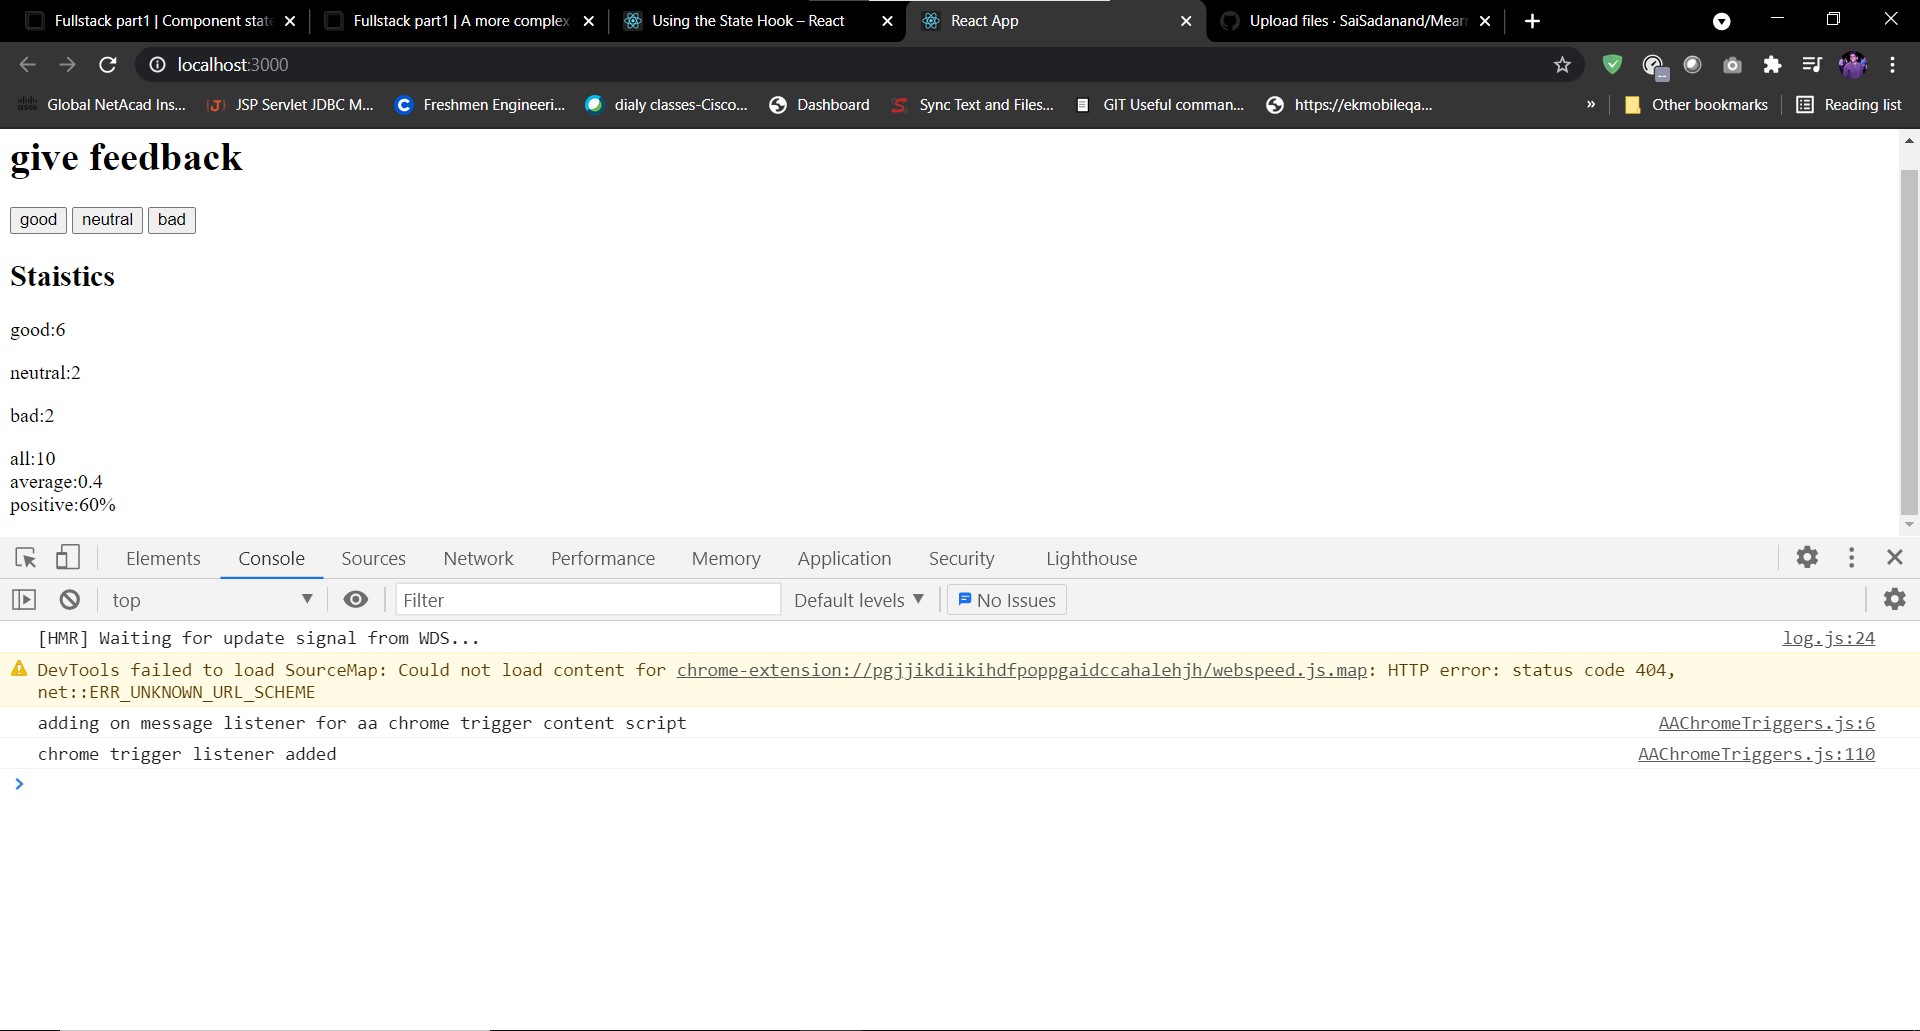 Fullstack part1 | Component state
Fullstack part1 | A more complex
Using the State Hook – React
React App
Upload files · SaiSadanand/Mearn
localhost:3000
Global NetAcad Ins...
JSP Servlet JDBC M...
Freshmen Engineeri...
dialy classes-Cisco...
Dashboard
Sync Text and Files...
GIT Useful comman...
https://ekmobileqa...
»
Other bookmarks
Reading list
give feedback
good neutral bad
Staistics
good:6
neutral:2
bad:2
all:10
average:0.4
positive:60%
Elements Console Sources Network Performance Memory Application Security Lighthouse
top Filter Default levels No Issues
[HMR] Waiting for update signal from WDS... log.js:24
DevTools failed to load SourceMap: Could not load content for chrome-extension://pgjjikdiikihdfpoppgaidccahalehjh/webspeed.js.map: HTTP error: status code 404,
net::ERR_UNKNOWN_URL_SCHEME
adding on message listener for aa chrome trigger content script AAChromeTriggers.js:6
chrome trigger listener added AAChromeTriggers.js:110